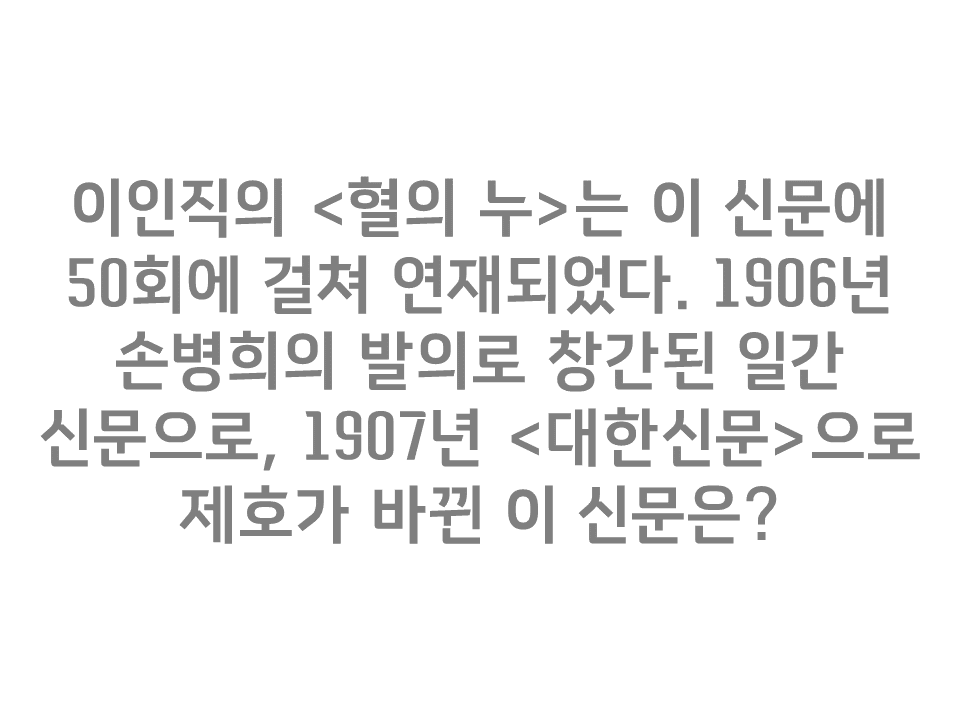 이인직의 <혈의 누>는 이 신문에
50회에 걸쳐 연재되었다. 1906년
손병희의 발의로 창간된 일간
신문으로, 1907년 <대한신문>으로
제호가 바뀐 이 신문은?